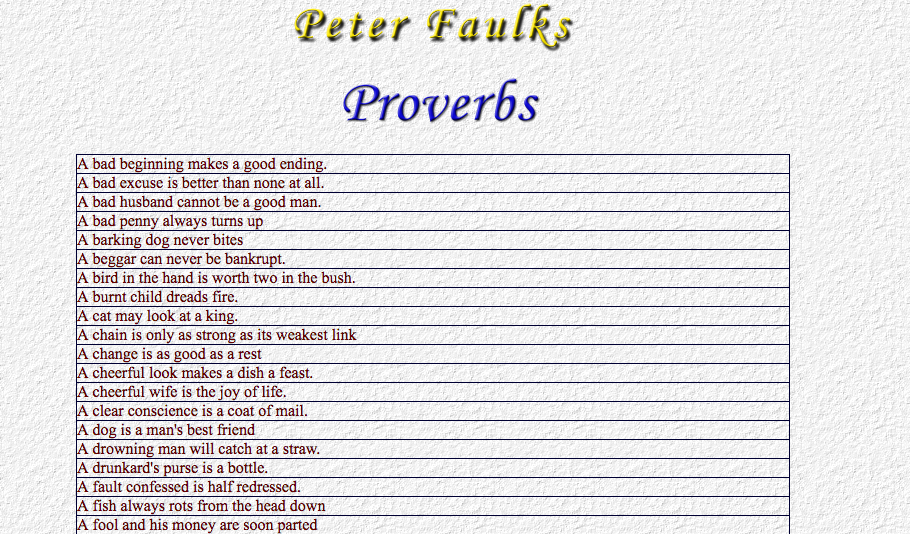 Peter Faulks
Proverbs
A bad beginning makes a good ending.
A bad excuse is better than none at all.
A bad husband cannot be a good man.
A bad penny always turns up
A barking dog never bites
A beggar can never be bankrupt.
A bird in the hand is worth two in the bush.
A burnt child dreads fire.
A cat may look at a king.
A chain is only as strong as its weakest link
A change is as good as a rest
A cheerful look makes a dish a feast.
A cheerful wife is the joy of life.
A clear conscience is a coat of mail.
A dog is a man's best friend
A drowning man will catch at a straw.
A drunkard's purse is a bottle.
A fault confessed is half redressed.
A fish always rots from the head down
A fool and his money are soon parted